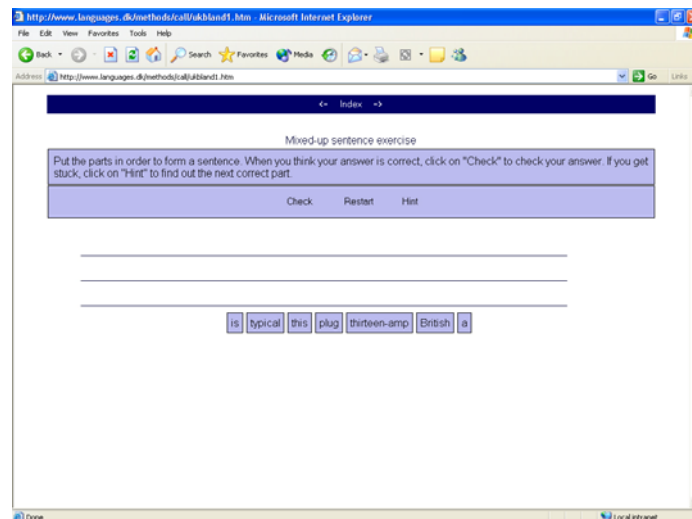 http://www.languages.dk/methods/call/ukbland1.htm - Microsoft Internet Explorer
File Edit View Favorites Tools Help
Back Search Favorites Media
Address http://www.languages.dk/methods/call/ukbland1.htm Go Links
<- Index ->
Mixed-up sentence exercise
Put the parts in order to form a sentence. When you think your answer is correct, click on "Check" to check your answer. If you get
stuck, click on "Hint" to find out the next correct part.
Check Restart Hint
is typical this plug thirteen-amp British a
Done Local intranet